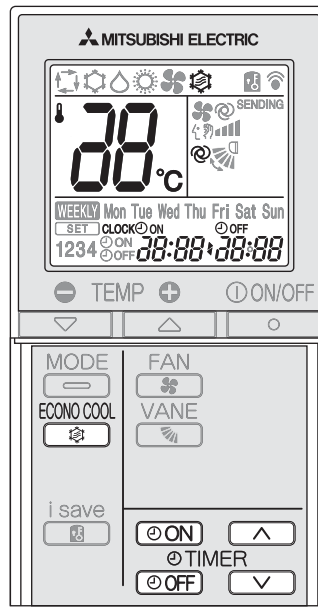 MITSUBISHI ELECTRIC
SENDING
88 °C
WEEKLY Mon Tue Wed Thu Fri Sat Sun
SET CLOCK ON OFF
1234 ON OFF 88:88 88:88
TEMP ON/OFF
MODE FAN
ECONO COOL VANE
i save
ON
TIMER
OFF